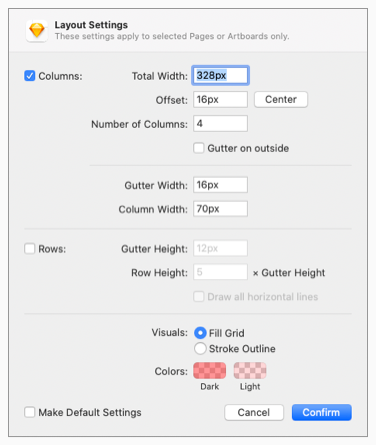 Layout Settings
These settings apply to selected Pages or Artboards only.
Columns: Total Width: 328px
Offset: 16px Center
Number of Columns: 4
Gutter on outside
Gutter Width: 16px
Column Width: 70px
Rows: Gutter Height: 12px
Row Height: 5 × Gutter Height
Draw all horizontal lines
Visuals: Fill Grid
Stroke Outline
Colors:
Dark Light
Make Default Settings Cancel Confirm